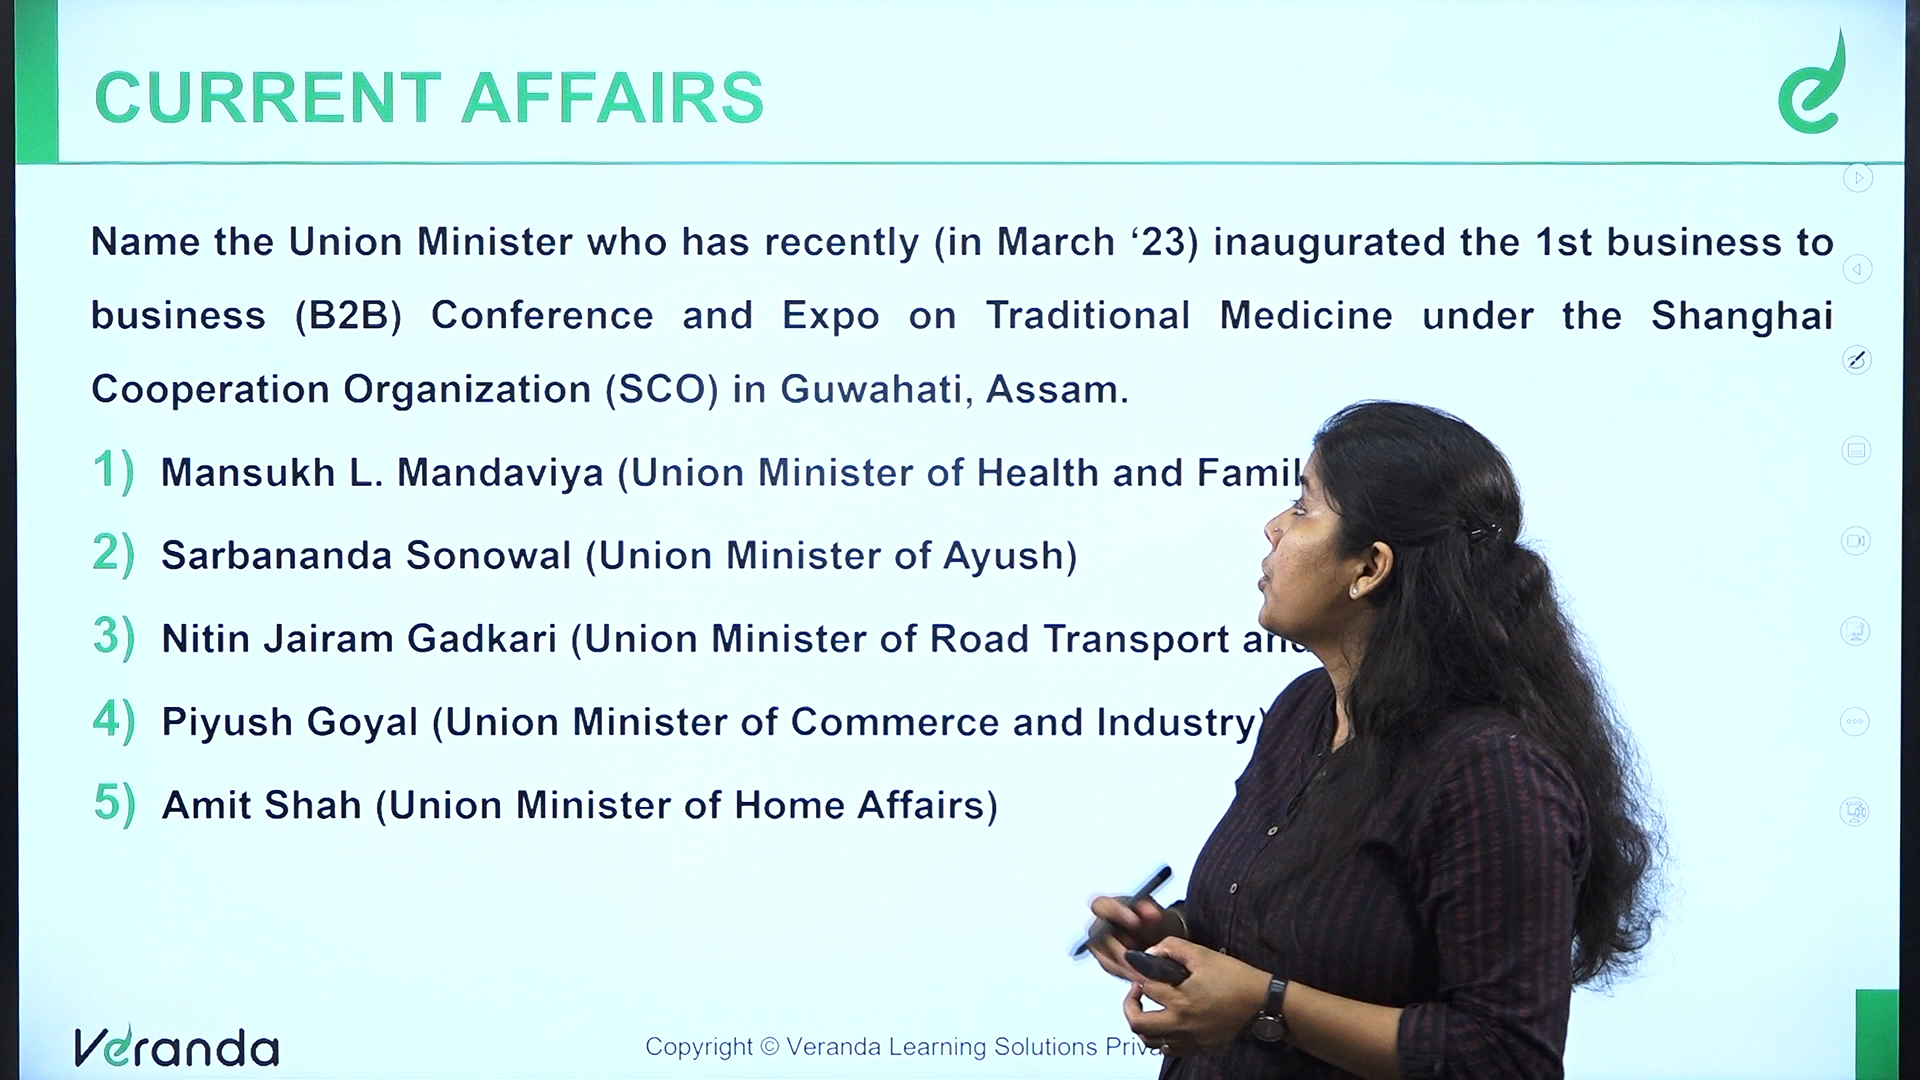 CURRENT AFFAIRS
Name the Union Minister who has recently (in March ‘23) inaugurated the 1st business to
business (B2B) Conference and Expo on Traditional Medicine under the Shanghai
Cooperation Organization (SCO) in Guwahati, Assam.
1) Mansukh L. Mandaviya (Union Minister of Health and
2) Sarbananda Sonowal (Union Minister of Ayush)
3) Nitin Jairam Gadkari (Union Minister of Road Transport and
4) Piyush Goyal (Union Minister of Commerce and Industry)
5) Amit Shah (Union Minister of Home Affairs)
Veranda
Copyright © Veranda Learning Solutions